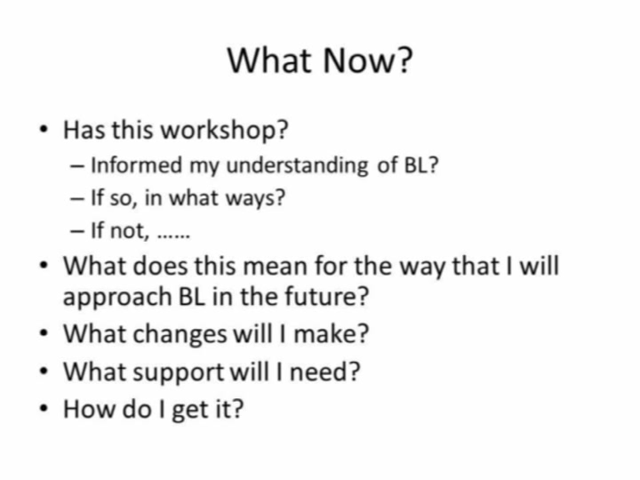 What Now?
• Has this workshop?
– Informed my understanding of BL?
– If so, in what ways?
– If not, ......
• What does this mean for the way that I will
approach BL in the future?
• What changes will I make?
• What support will I need?
• How do I get it?